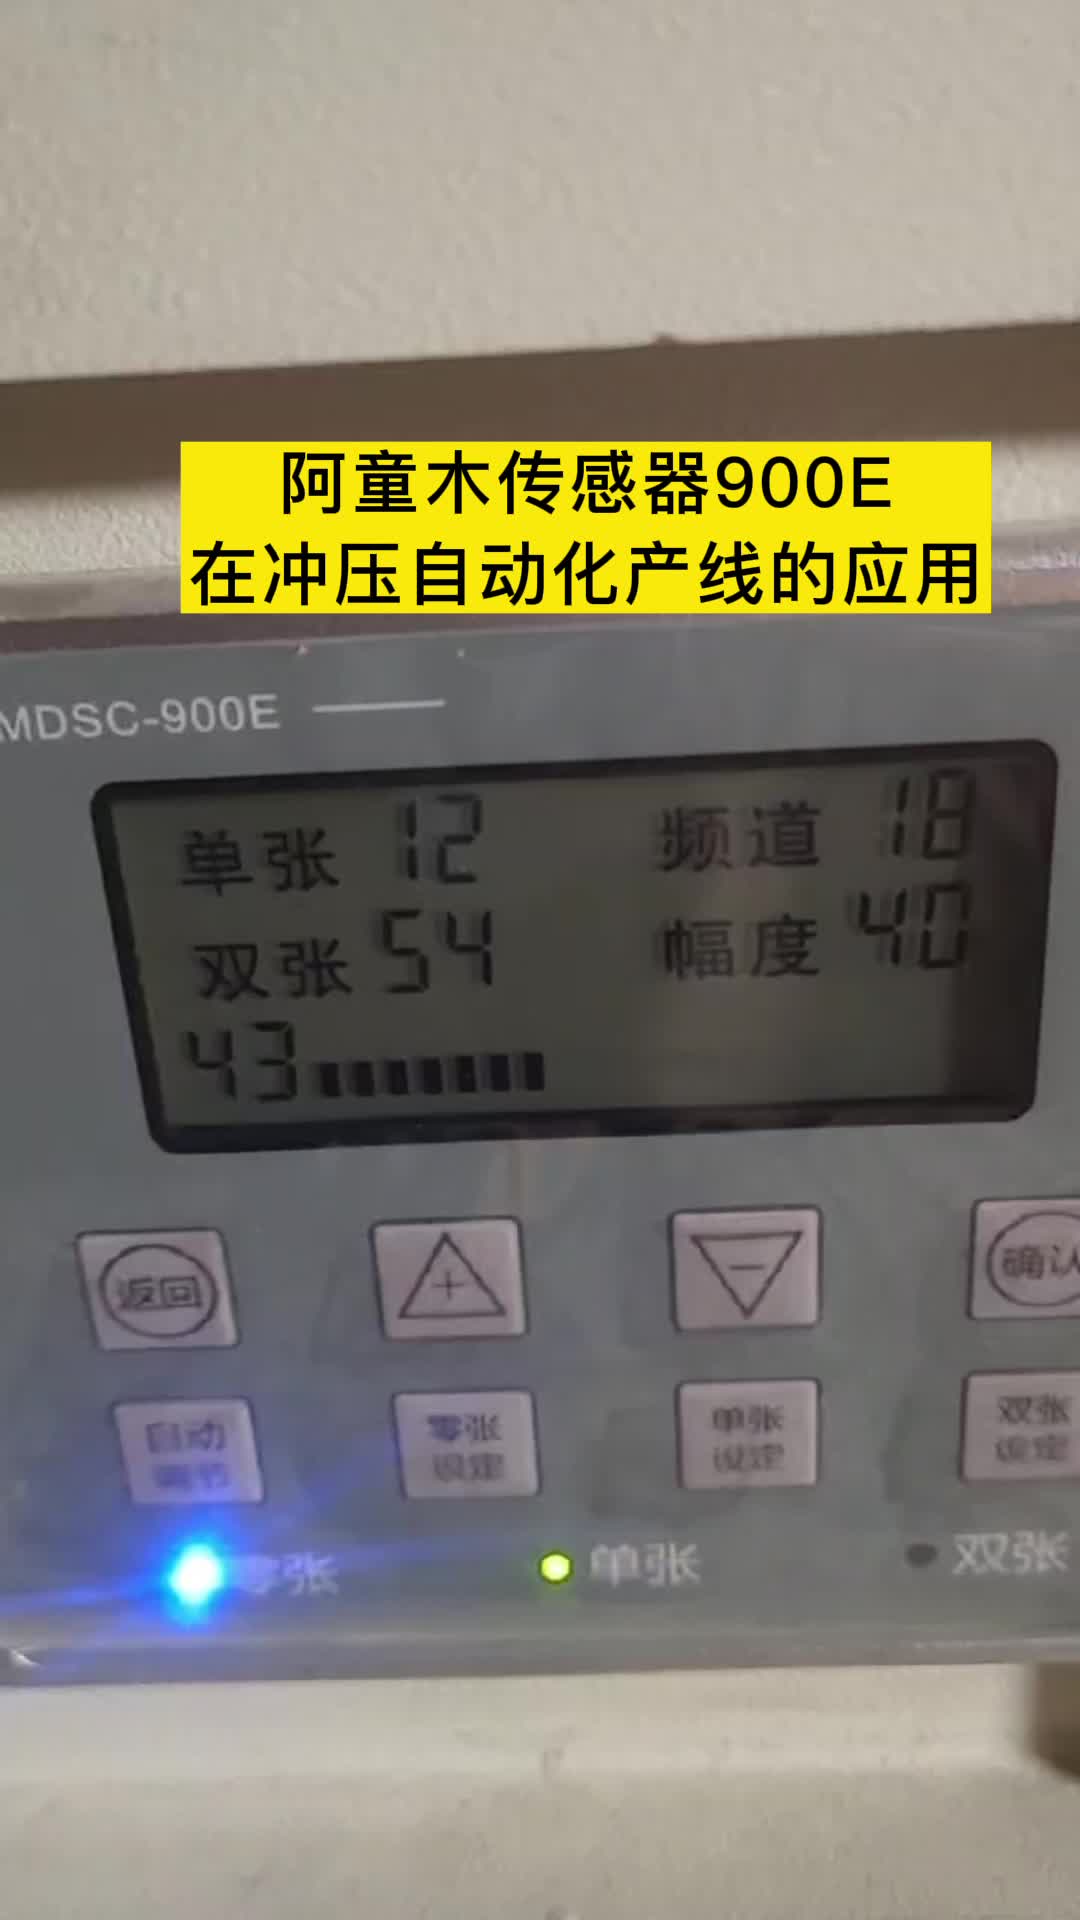 阿童木传感器900E
在冲压自动化产线的应用
MDSC-900E
单张 12 频道 18
双张 54 幅度 40
43
返回 + − 确认
自动调节 零张设定 单张设定 双张设定
零张 单张 双张